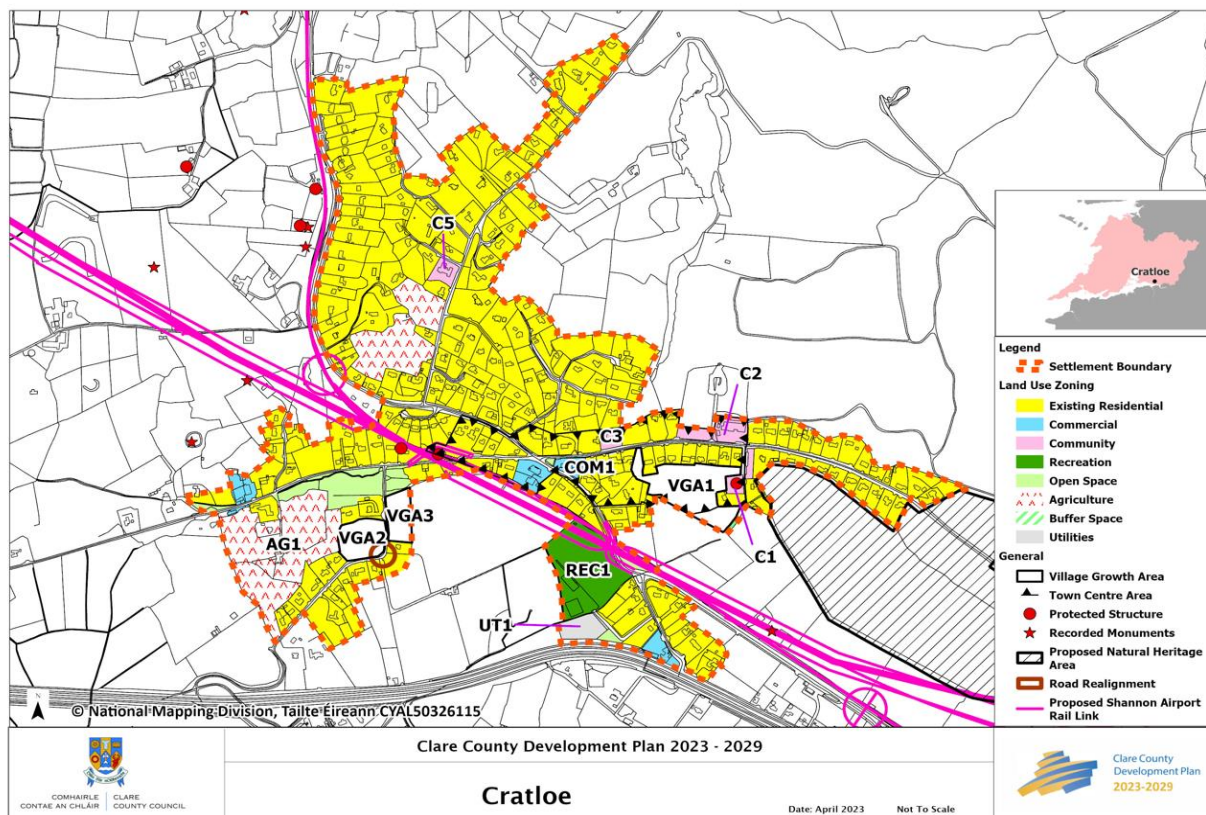 C5
C2
C3
COM1
VGA1
VGA3
VGA2
AG1
C1
REC1
UT1
N
© National Mapping Division, Tailte Éireann CYAL50326115
Cratloe
Legend
Settlement Boundary
Land Use Zoning
Existing Residential
Commercial
Community
Recreation
Open Space
Agriculture
Buffer Space
Utilities
General
Village Growth Area
Town Centre Area
Protected Structure
Recorded Monuments
Proposed Natural Heritage
Area
Road Realignment
Proposed Shannon Airport
Rail Link
COMHAIRLE
CONTAE AN CHLÁIR
CLARE
COUNTY COUNCIL
Clare County Development Plan 2023 - 2029
Cratloe
Date: April 2023
Not To Scale
Clare County
Development Plan
2023-2029